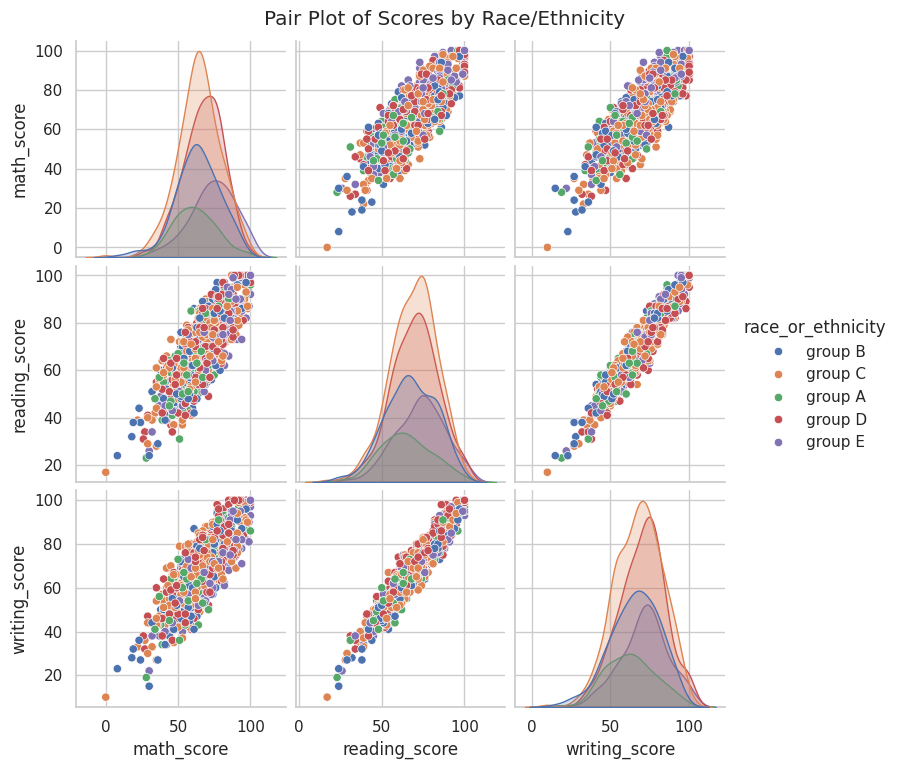 Pair Plot of Scores by Race/Ethnicity
100
80
60
40
20
0
math_score
100
80
60
40
20
reading_score
race_or_ethnicity
group B
group C
group A
group D
group E
100
80
60
40
20
writing_score
0 50 100
0 50 100
0 50 100
math_score
reading_score
writing_score